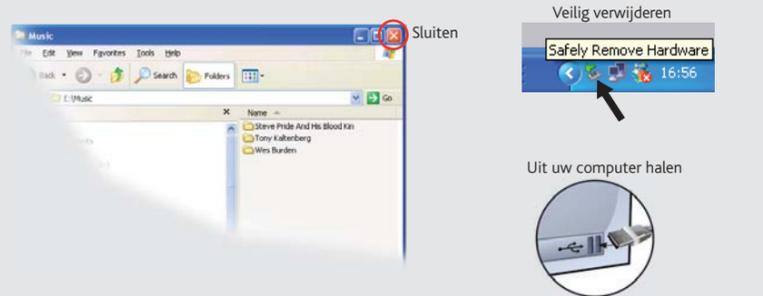 Music
Sluiten
Edit View Favorites Tools Help
Back Search Folders
E:\Music Go
X Name
Steve Pride And His Blood Kin
Tony Kaltenberg
Wes Burden
Veilig verwijderen
Safely Remove Hardware
16:56
Uit uw computer halen